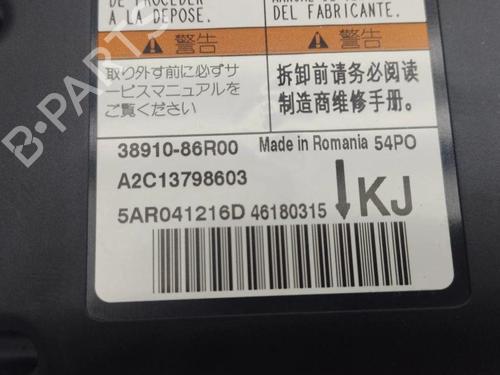 DE PROCÉDER
À LA DÉPOSE.
DEL FABRICANTE.
警告
警告
取り外す前に必ずサ
ービスマニュアルを
ご覧ください
拆卸前请务必阅读
制造商维修手册.
38910-86R00 Made in Romania 54PO
A2C13798603
5AR041216D 46180315 ↓KJ
B-PARTS